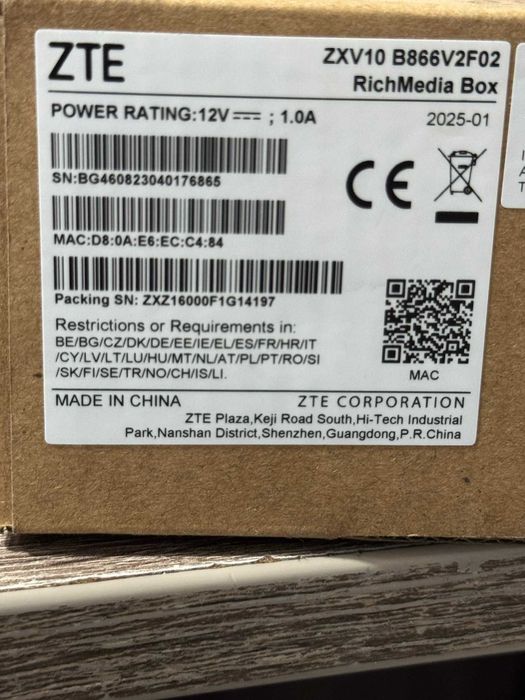 ZTE
ZXV10 B866V2F02
RichMedia Box
POWER RATING:12V⎓ ; 1.0A
2025-01
SN:BG460823040176865
CE
MAC:D8:0A:E6:EC:C4:84
Packing SN: ZXZ16000F1G14197
Restrictions or Requirements in:
BE/BG/CZ/DK/DE/EE/IE/EL/ES/FR/HR/IT
/CY/LV/LT/LU/HU/MT/NL/AT/PL/PT/RO/SI
/SK/FI/SE/TR/NO/CH/IS/LI.
MAC
MADE IN CHINA
ZTE CORPORATION
ZTE Plaza,Keji Road South,Hi-Tech Industrial
Park,Nanshan District,Shenzhen,Guangdong,P.R.China